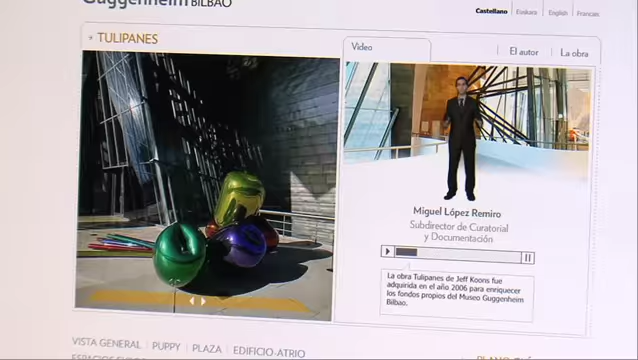 Guggenheim BILBAO
Castellano | Euskara | English | Francais
TULIPANES
Video
El autor
La obra
Miguel López Remiro
Subdirector de Curatorial
y Documentación
La obra Tulipanes de Jeff Koons fue
adquirida en el año 2006 para enriquecer
los fondos propios del Museo Guggenheim
Bilbao.
VISTA GENERAL | PUPPY | PLAZA | EDIFICIO-ATRIO